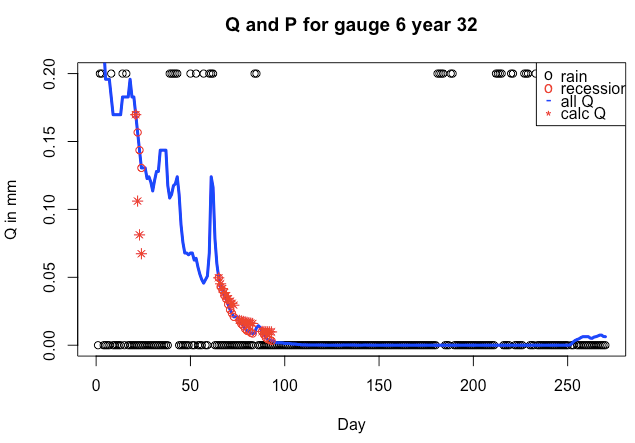 Q and P for gauge 6 year 32
Q in mm
0.20
0.15
0.10
0.05
0.00
rain
recession
all Q
calc Q
0 50 100 150 200 250
Day